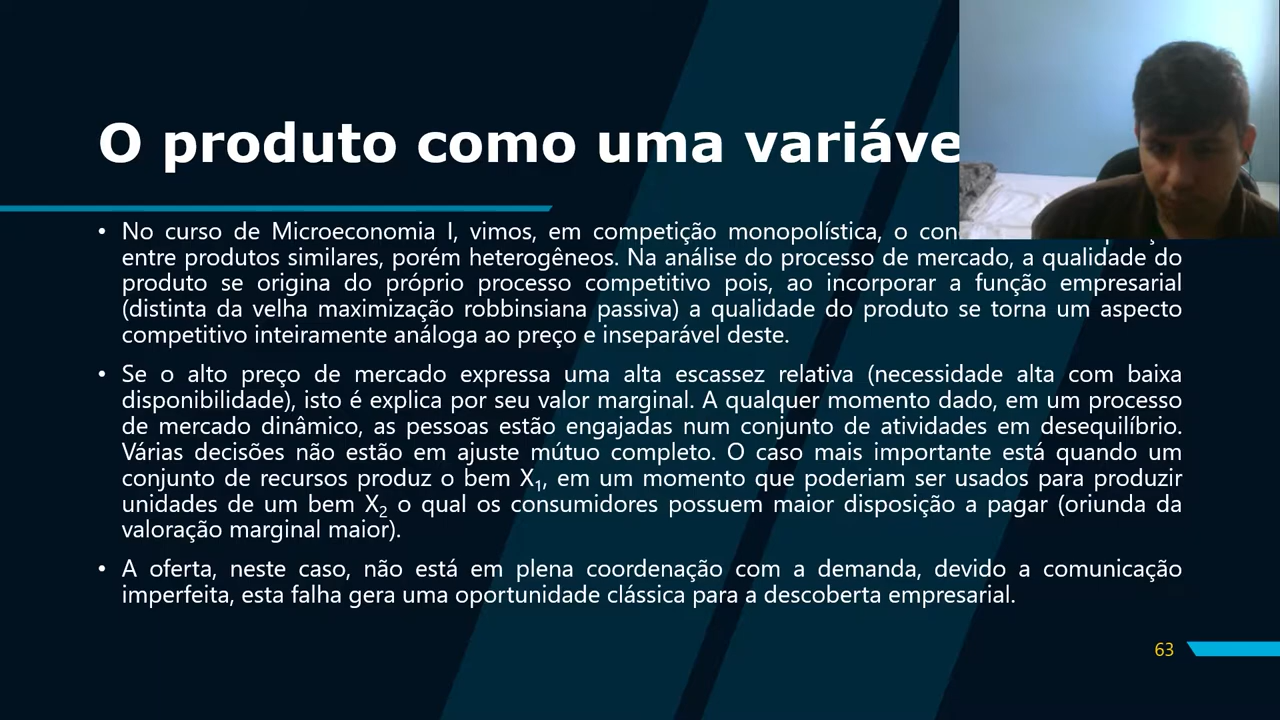 O produto como uma
• No curso de Microeconomia I, vimos, em competição monopolística, o
entre produtos similares, porém heterogêneos. Na análise do processo de mercado, a qualidade do
produto se origina do próprio processo competitivo pois, ao incorporar a função empresarial
(distinta da velha maximização robbinsiana passiva) a qualidade do produto se torna um aspecto
competitivo inteiramente análoga ao preço e inseparável deste.
• Se o alto preço de mercado expressa uma alta escassez relativa (necessidade alta com baixa
disponibilidade), isto é explica por seu valor marginal. A qualquer momento dado, em um processo
de mercado dinâmico, as pessoas estão engajadas num conjunto de atividades em desequilíbrio.
Várias decisões não estão em ajuste mútuo completo. O caso mais importante está quando um
conjunto de recursos produz o bem X₁, em um momento que poderiam ser usados para produzir
unidades de um bem X₂ o qual os consumidores possuem maior disposição a pagar (oriunda da
valoração marginal maior).
• A oferta, neste caso, não está em plena coordenação com a demanda, devido a comunicação
imperfeita, esta falha gera uma oportunidade clássica para a descoberta empresarial.
63